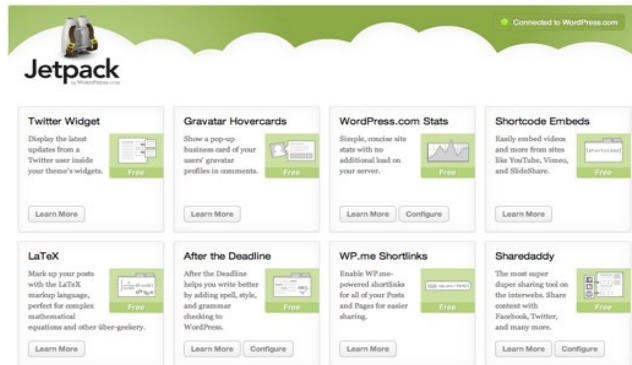 Connected to WordPress.com
Jetpack
by WordPress.com
Twitter Widget
Display the latest
updates from a
Twitter user inside
your theme's widgets.
Free
Learn More
Gravatar Hovercards
Show a pop-up
business card of your
users' gravatar
profiles in comments.
Free
Learn More
WordPress.com Stats
Simple, concise site
stats with no
additional load on
your server.
Free
Learn More
Configure
Shortcode Embeds
Easily embed videos
and more from sites
like YouTube, Vimeo,
and SlideShare.
[shortcode]
Free
Learn More
LaTeX
Mark up your posts
with the LaTeX
markup language,
perfect for complex
mathematical
equations and other über-geekery.
Free
Learn More
After the Deadline
After the Deadline
helps you write better
by adding spell, style,
and grammar
checking to
WordPress.
Free
Learn More
Configure
WP.me Shortlinks
Enable WP.me-
powered shortlinks
for all of your Posts
and Pages for easier
sharing.
Free
Learn More
Sharedaddy
The most super
duper sharing tool on
the interwebs. Share
content with
Facebook, Twitter,
and many more.
Free
Learn More
Configure